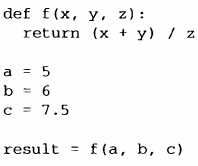 def f(x, y, z):
  return (x + y) / z

a = 5
b = 6
c = 7.5

result = f(a, b, c)